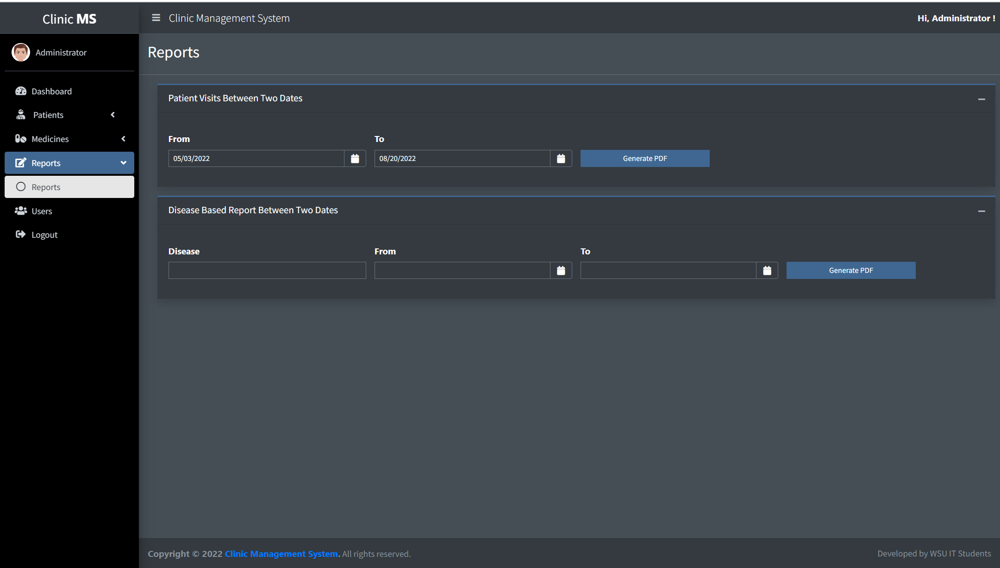 Clinic MS
Clinic Management System
Hi, Administrator !
Administrator
Dashboard
Patients
Medicines
Reports
Reports
Users
Logout
Reports
Patient Visits Between Two Dates
From
To
05/03/2022
08/20/2022
Generate PDF
Disease Based Report Between Two Dates
Disease
From
To
Generate PDF
Copyright © 2022 Clinic Management System. All rights reserved.
Developed by WSU IT Students